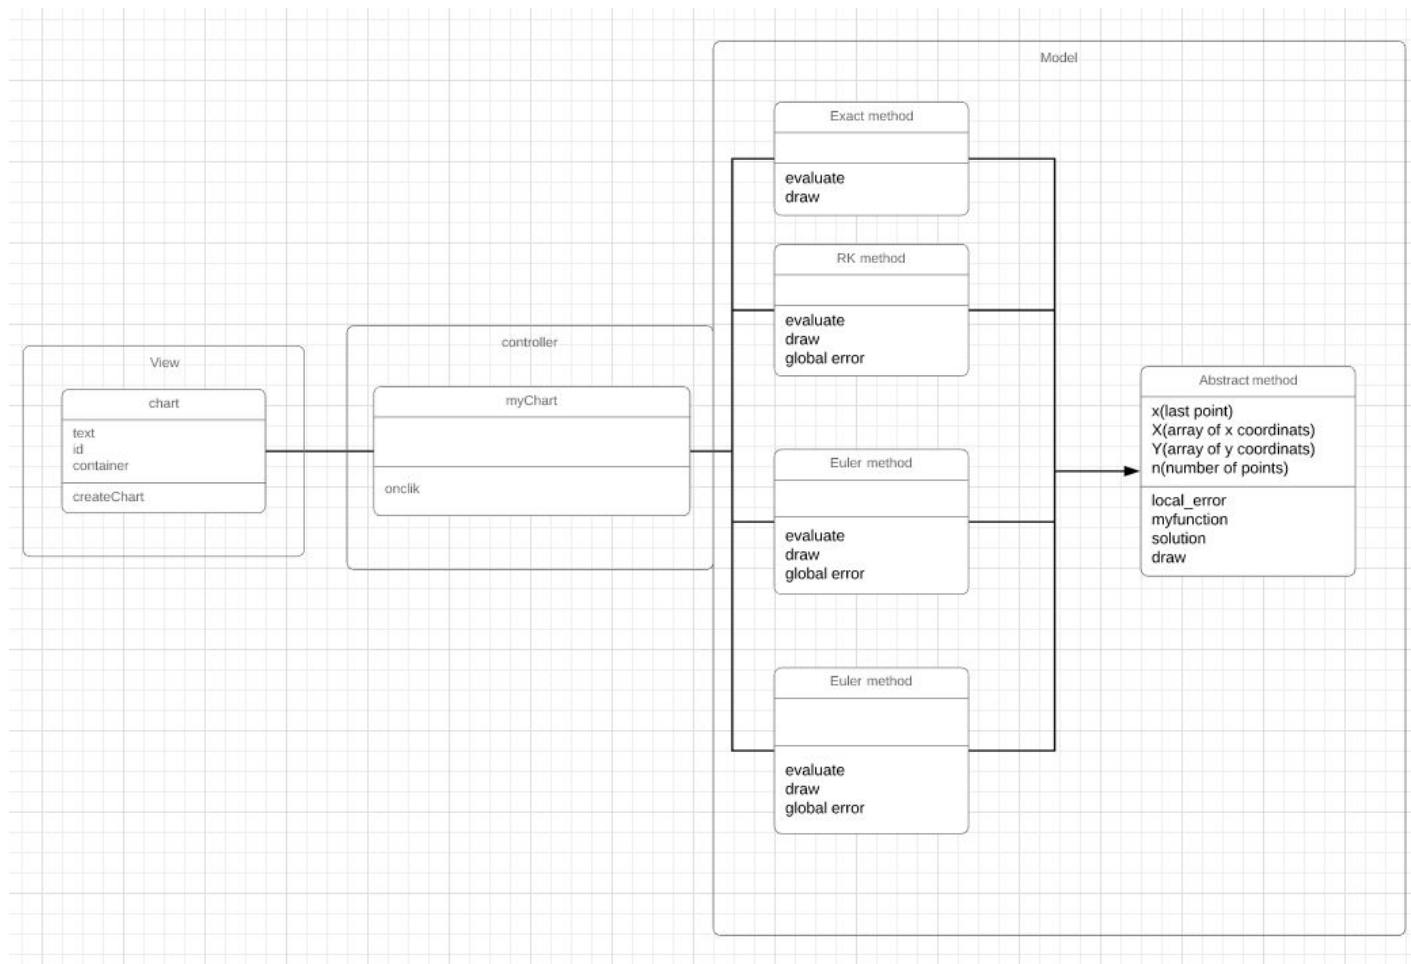 View
chart
text
id
container
createChart
controller
myChart
onclik
Model
Exact method
evaluate
draw
RK method
evaluate
draw
global error
Euler method
evaluate
draw
global error
Euler method
evaluate
draw
global error
Abstract method
x(last point)
X(array of x coordinats)
Y(array of y coordinats)
n(number of points)
local_error
myfunction
solution
draw